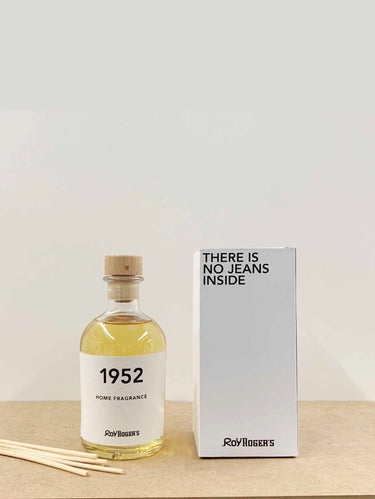 THERE IS
NO JEANS
INSIDE
1952
HOME FRAGRANCE
ROY ROGER'S
ROY ROGER'S